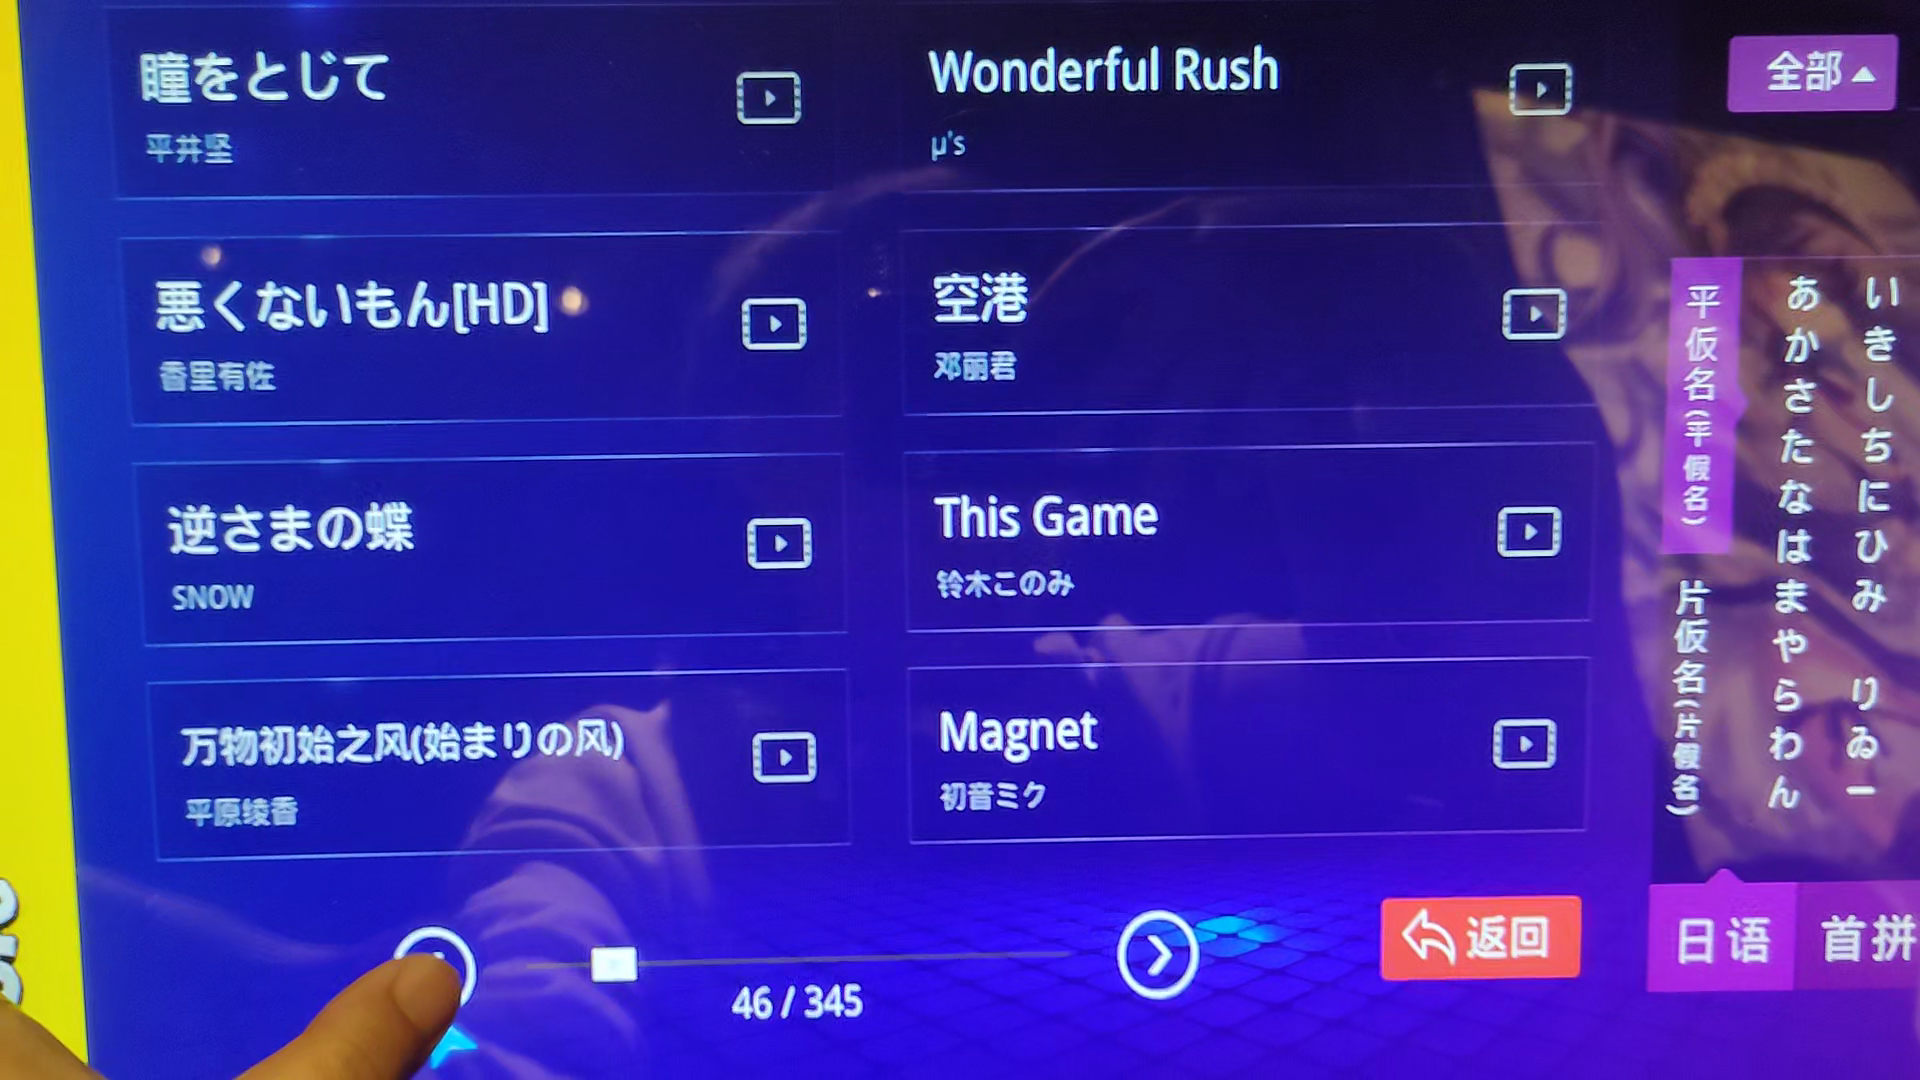 瞳をとじて
平井坚
Wonderful Rush
μ's
悪くないもん[HD]
香里有佐
空港
邓丽君
逆さまの蝶
SNOW
This Game
铃木このみ
万物初始之风(始まりの风)
平原绫香
Magnet
初音ミク
46 / 345
返回
全部
平仮名(平假名)
片仮名(片假名)
あかさたなはまやらわん
いきしちにひみ りゐー
日语
首拼